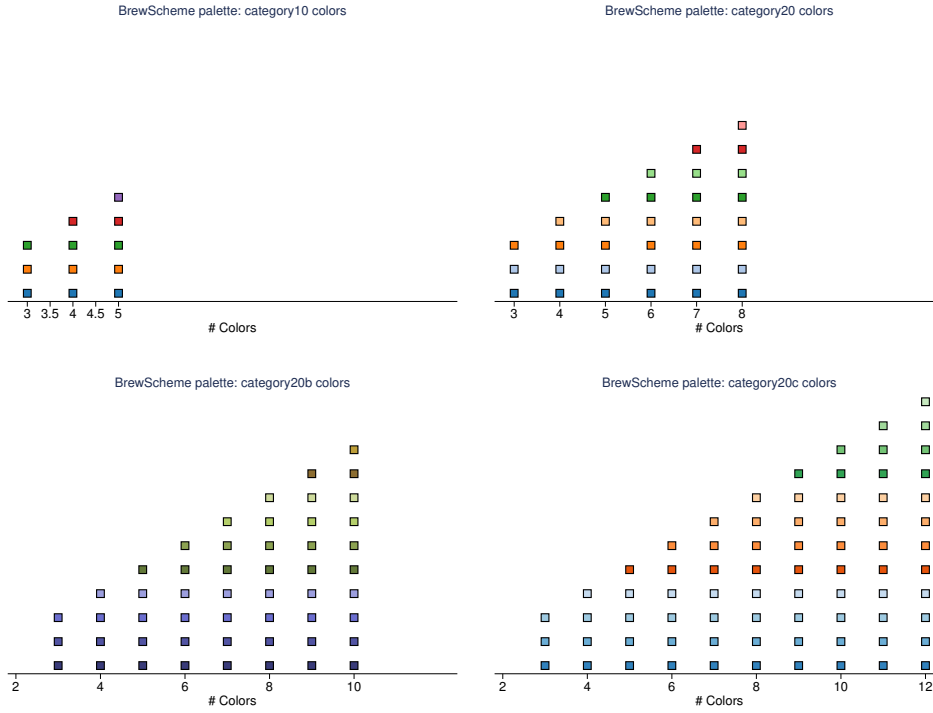 BrewScheme palette: category10 colors
3 3.5 4 4.5 5
# Colors
BrewScheme palette: category20 colors
3 4 5 6 7 8
# Colors
BrewScheme palette: category20b colors
2 4 6 8 10
# Colors
BrewScheme palette: category20c colors
2 4 6 8 10 12
# Colors